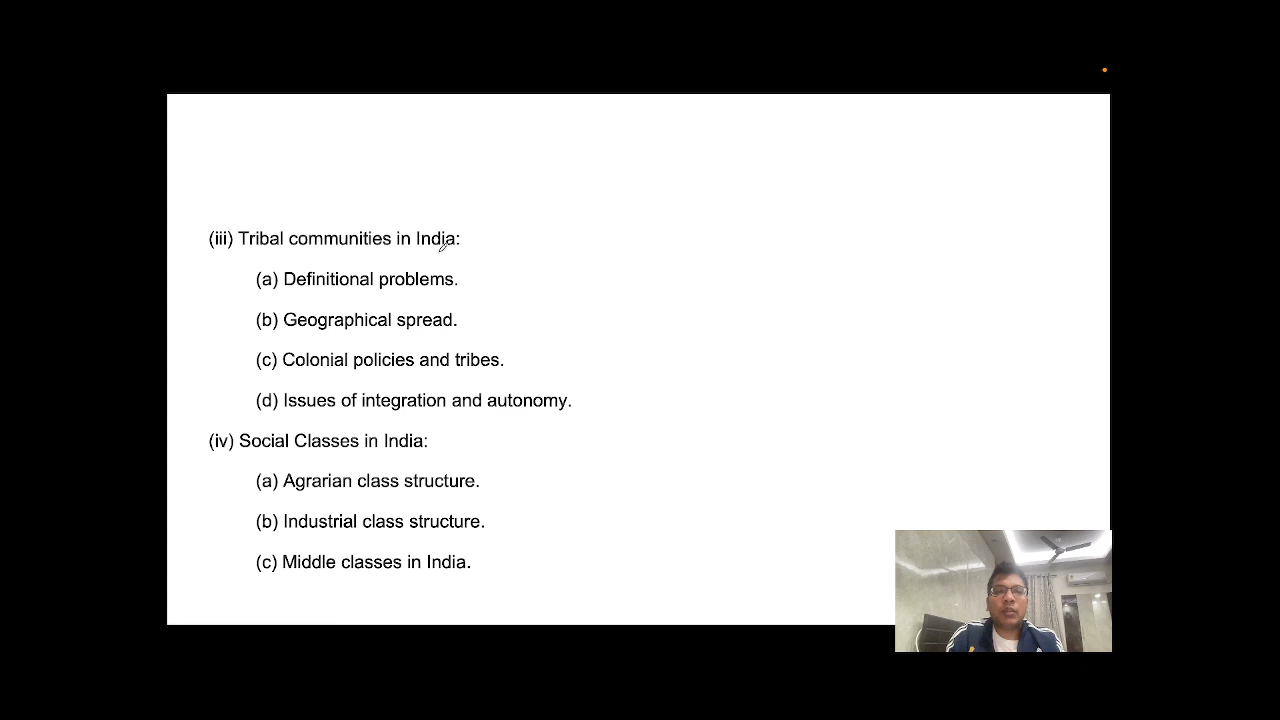 (iii) Tribal communities in India:
(a) Definitional problems.
(b) Geographical spread.
(c) Colonial policies and tribes.
(d) Issues of integration and autonomy.
(iv) Social Classes in India:
(a) Agrarian class structure.
(b) Industrial class structure.
(c) Middle classes in India.